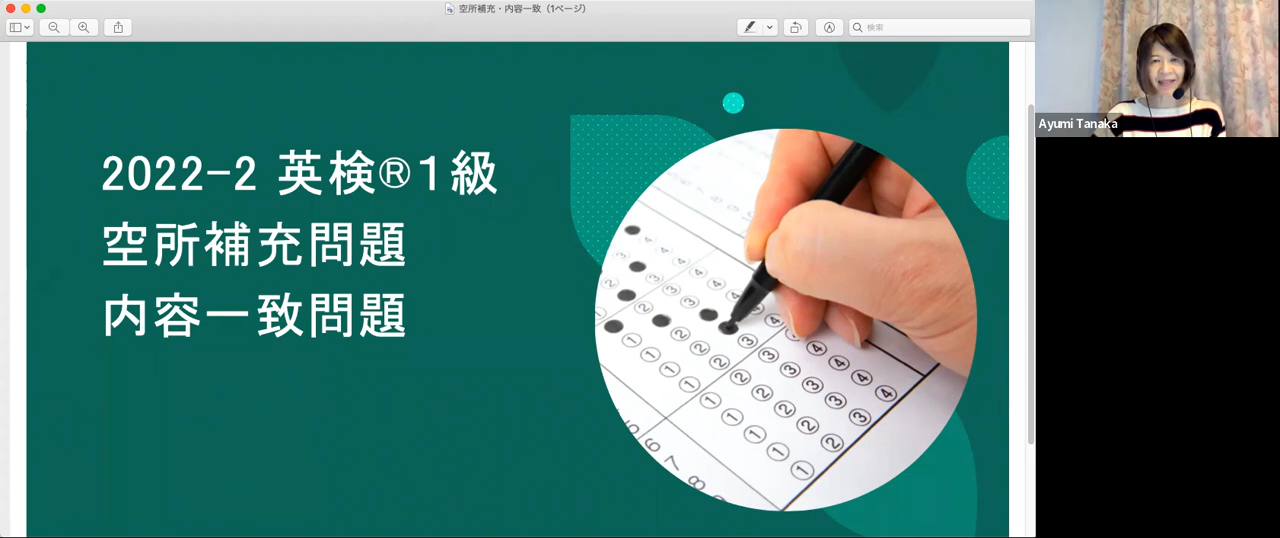 空所補充・内容一致（1ページ）
検索
2022-2 英検®1級
空所補充問題
内容一致問題
Ayumi Tanaka